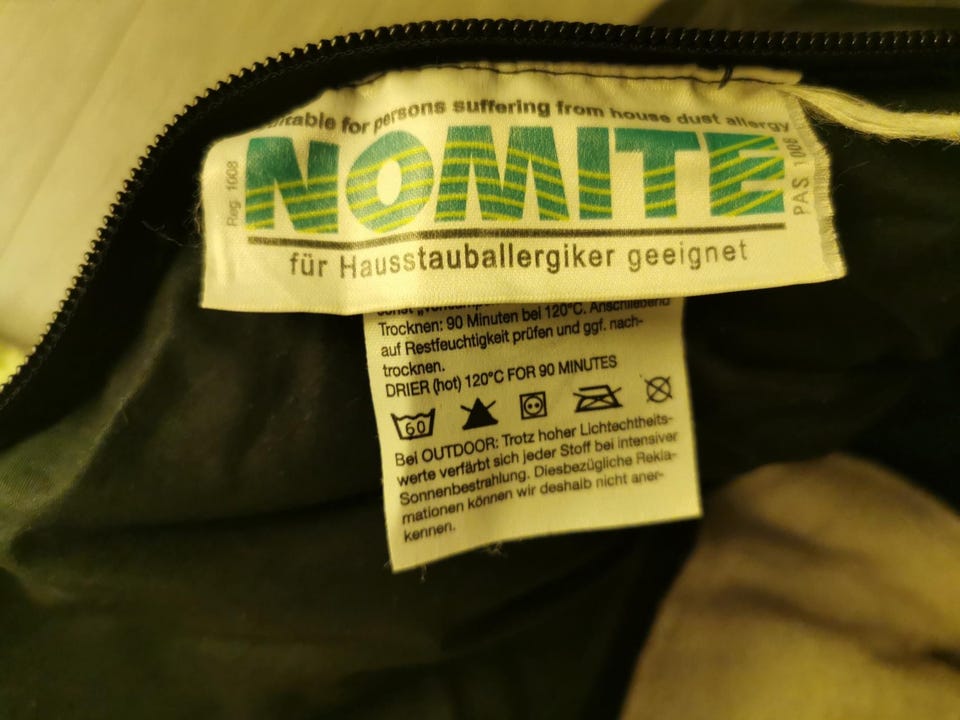 for persons suffering from house dust allergy
Reg. 1008
NOMITE
PAS 1008
für Hausstauballergiker geeignet
Trocknen: 90 Minuten bei 120°C. Anschließend
auf Restfeuchtigkeit prüfen und ggf. nach-
trocknen.
DRIER (hot) 120°C FOR 90 MINUTES
60
Bei OUTDOOR: Trotz hoher Lichtechtheits-
werte verfärbt sich jeder Stoff bei intensiver
Sonnenbestrahlung. Diesbezügliche Rekla-
mationen können wir deshalb nicht aner-
kennen.